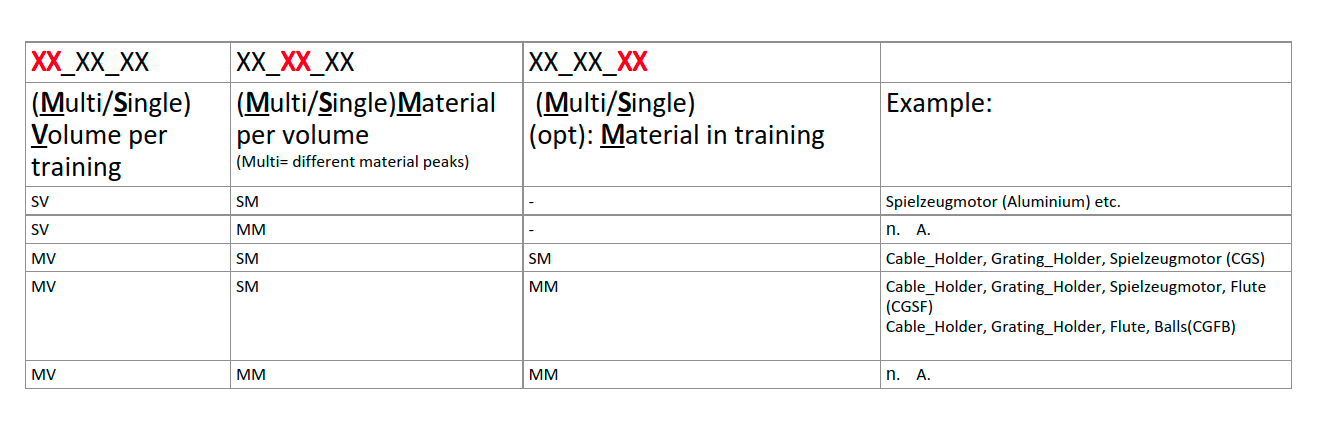 XX_XX_XX XX_XX_XX XX_XX_XX
(Multi/Single) (Multi/Single)Material (Multi/Single) Example:
Volume per per volume (opt): Material in training
training (Multi= different material peaks)
SV SM - Spielzeugmotor (Aluminium) etc.
SV MM - n. A.
MV SM SM Cable_Holder, Grating_Holder, Spielzeugmotor (CGS)
MV SM MM Cable_Holder, Grating_Holder, Spielzeugmotor, Flute
(CGSF)
Cable_Holder, Grating_Holder, Flute, Balls(CGFB)
MV MM MM n. A.